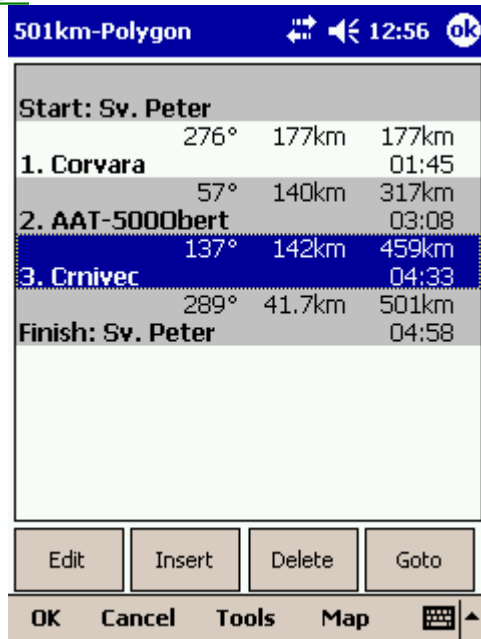 501km-Polygon 12:56 ok
Start: Sv. Peter
276° 177km 177km
1. Corvara 01:45
57° 140km 317km
2. AAT-500Obert 03:08
137° 142km 459km
3. Crnivec 04:33
289° 41.7km 501km
Finish: Sv. Peter 04:58
Edit Insert Delete Goto
OK Cancel Tools Map